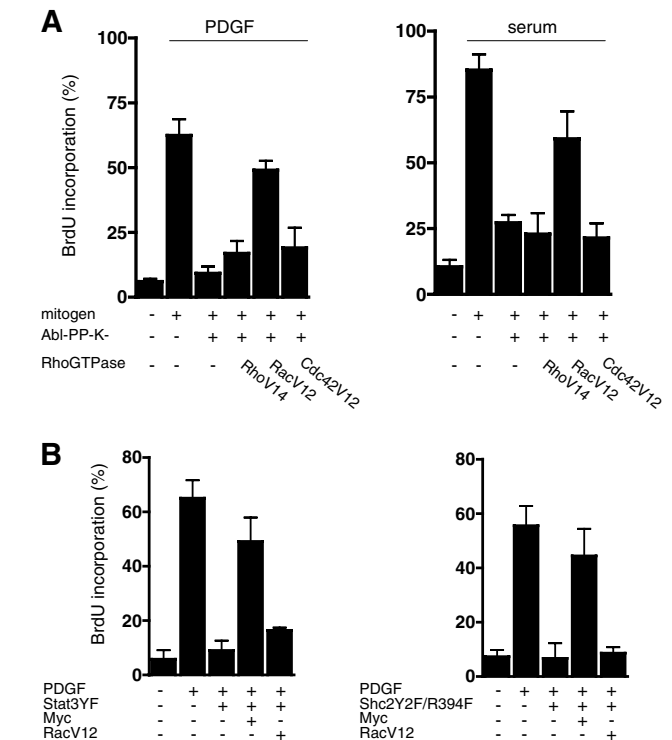 A
PDGF
serum
BrdU incorporation (%)
100
75
50
25
0
100
75
50
25
0
mitogen - + + + + + - + + + + +
Abl-PP-K- - - + + + + - - + + + +
RhoGTPase - - - RhoV14 RacV12 Cdc42V12 - - - RhoV14 RacV12 Cdc42V12
B
BrdU incorporation (%)
80
60
40
20
0
80
60
40
20
0
PDGF - + + + +
Stat3YF - - + + +
Myc - - - + -
RacV12 - - - - +
PDGF - + + + +
Shc2Y2F/R394F - - + + +
Myc - - - + -
RacV12 - - - - +